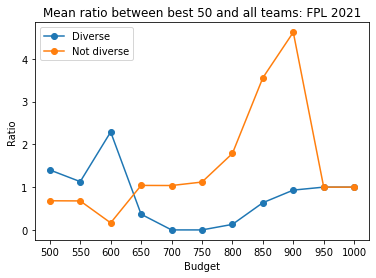 Mean ratio between best 50 and all teams: FPL 2021
Diverse
Not diverse
4
3
2
1
0
Ratio
500 550 600 650 700 750 800 850 900 950 1000
Budget